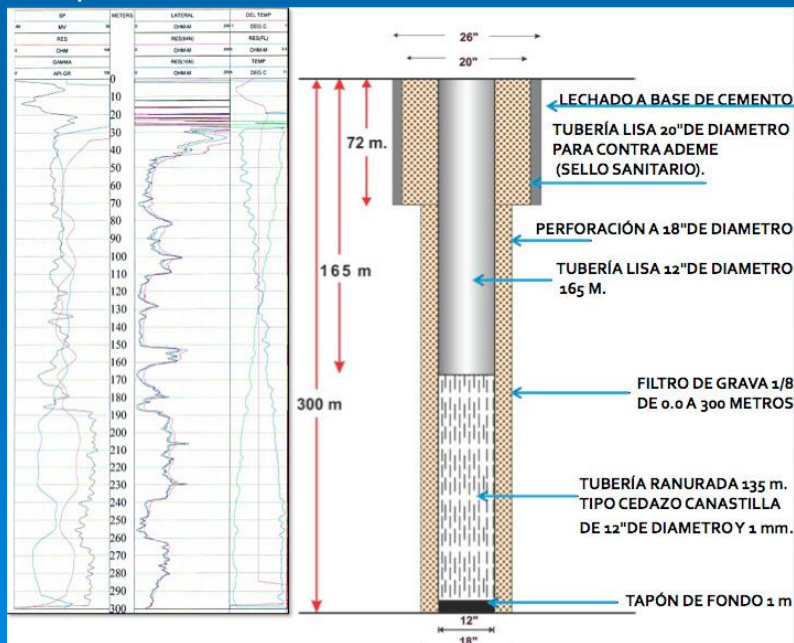 SP
METERS
LATERAL
DEL TEMP
MV
OHM-M
DEG C
RES
RES(64N)
RES(FL)
OHM
OHM-M
OHM-M
GAMMA
RES(16N)
TEMP
API-GR
OHM-M
DEG C
0
10
20
30
40
50
60
70
80
90
100
110
120
130
140
150
160
170
180
190
200
210
220
230
240
250
260
270
280
290
300
26"
20"
72 m.
165 m
300 m
LECHADO A BASE DE CEMENTO
TUBERÍA LISA 20"DE DIAMETRO
PARA CONTRA ADEME
(SELLO SANITARIO).
PERFORACIÓN A 18"DE DIAMETRO
TUBERÍA LISA 12"DE DIAMETRO
165 M.
FILTRO DE GRAVA 1/8
DE 0.0 A 300 METROS
TUBERÍA RANURADA 135 m.
TIPO CEDAZO CANASTILLA
DE 12"DE DIAMETRO Y 1 mm.
TAPÓN DE FONDO 1 m
12"
18"